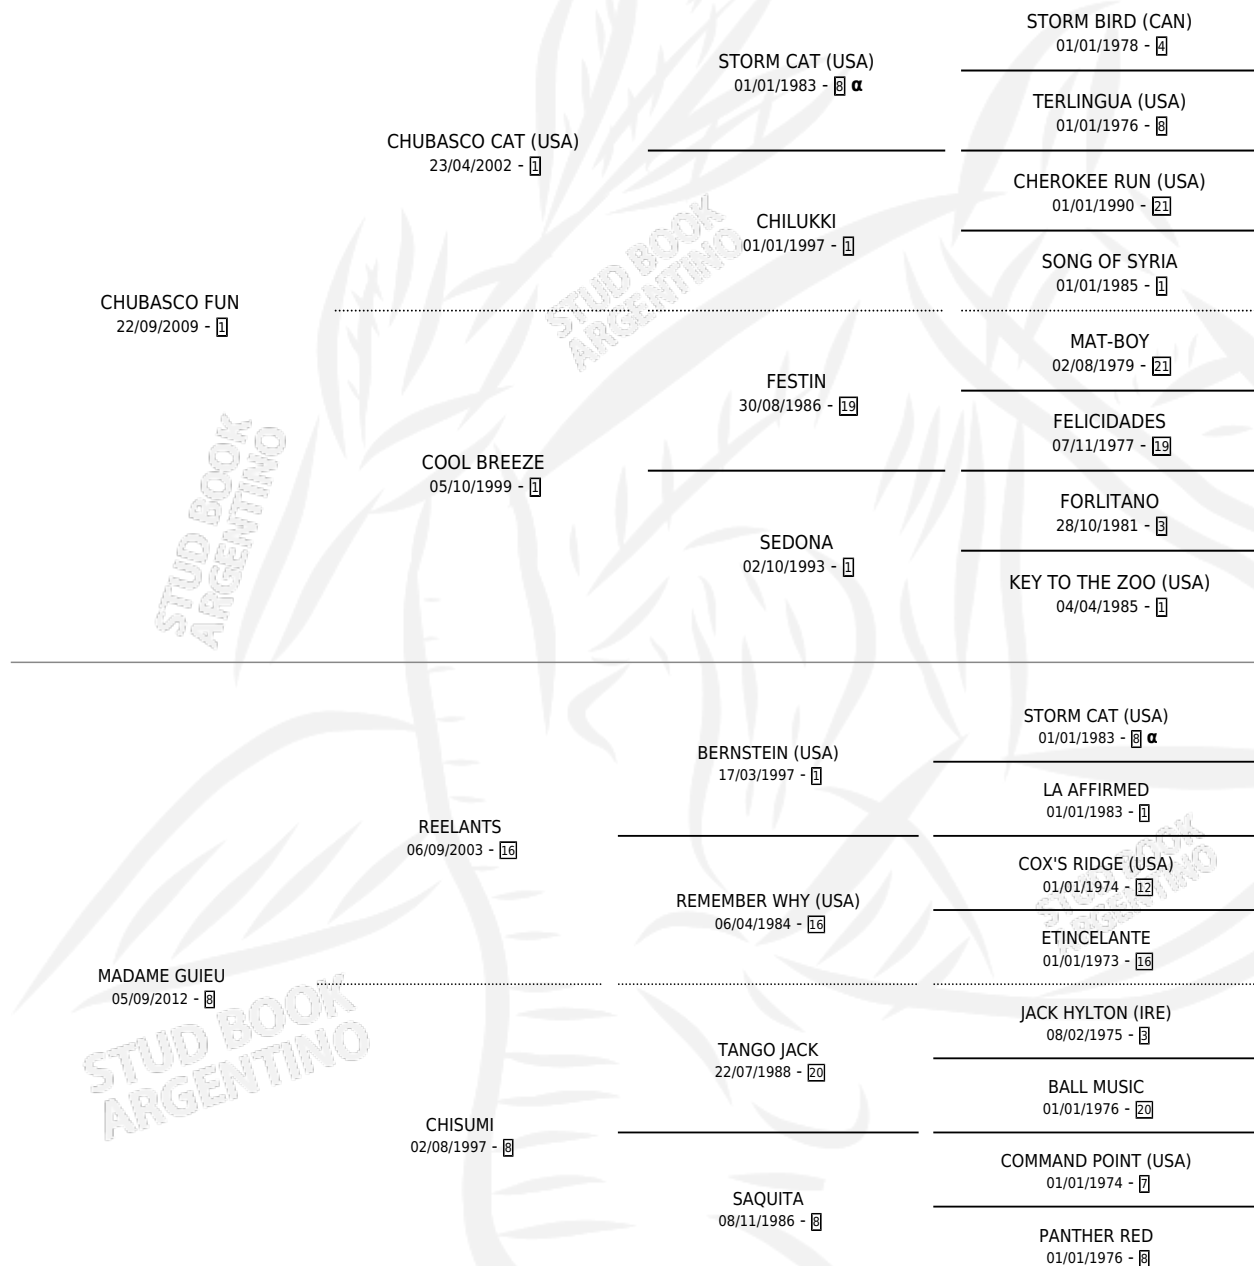 STORM BIRD (CAN)
01/01/1978 - 4
STORM CAT (USA)
01/01/1983 - 8 α
TERLINGUA (USA)
01/01/1976 - 8
CHUBASCO CAT (USA)
23/04/2002 - 1
CHEROKEE RUN (USA)
01/01/1990 - 21
CHILUKKI
01/01/1997 - 1
SONG OF SYRIA
01/01/1985 - 1
CHUBASCO FUN
22/09/2009 - 1
STUD BOOK
ARGENTINO
MAT-BOY
02/08/1979 - 21
FESTIN
30/08/1986 - 19
FELICIDADES
07/11/1977 - 19
COOL BREEZE
05/10/1999 - 1
STUD BOOK
ARGENTINO
FORLITANO
28/10/1981 - 3
SEDONA
02/10/1993 - 1
KEY TO THE ZOO (USA)
04/04/1985 - 1
STORM CAT (USA)
01/01/1983 - 8 α
BERNSTEIN (USA)
17/03/1997 - 1
LA AFFIRMED
01/01/1983 - 1
REELANTS
06/09/2003 - 16
COX'S RIDGE (USA)
01/01/1974 - 12
STUD BOOK
ARGENTINO
REMEMBER WHY (USA)
06/04/1984 - 16
ETINCELANTE
01/01/1973 - 16
MADAME GUIEU
05/09/2012 - 8
STUD BOOK
ARGENTINO
JACK HYLTON (IRE)
08/02/1975 - 3
TANGO JACK
22/07/1988 - 20
BALL MUSIC
01/01/1976 - 20
CHISUMI
02/08/1997 - 8
COMMAND POINT (USA)
01/01/1974 - 7
SAQUITA
08/11/1986 - 8
PANTHER RED
01/01/1976 - 8